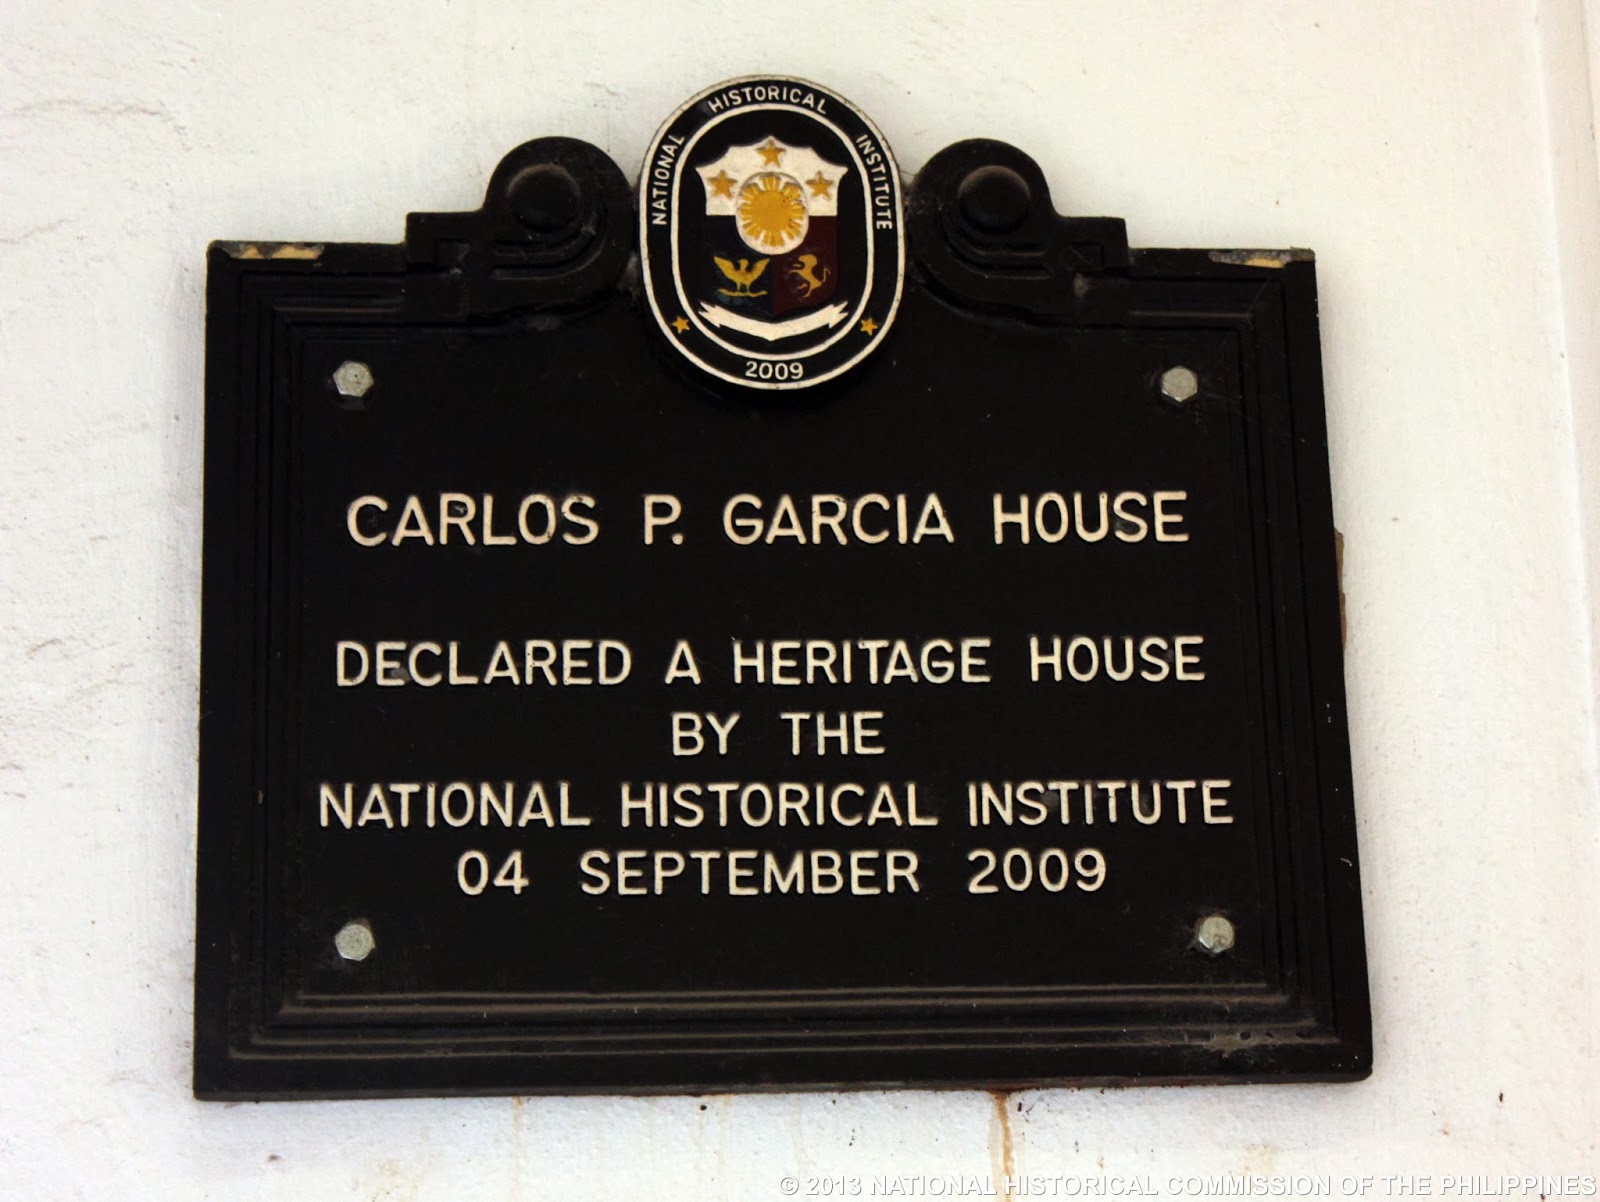 NATIONAL HISTORICAL INSTITUTE
2009
CARLOS P. GARCIA HOUSE
DECLARED A HERITAGE HOUSE
BY THE
NATIONAL HISTORICAL INSTITUTE
04 SEPTEMBER 2009
© 2013 NATIONAL HISTORICAL COMMISSION OF THE PHILIPPINES